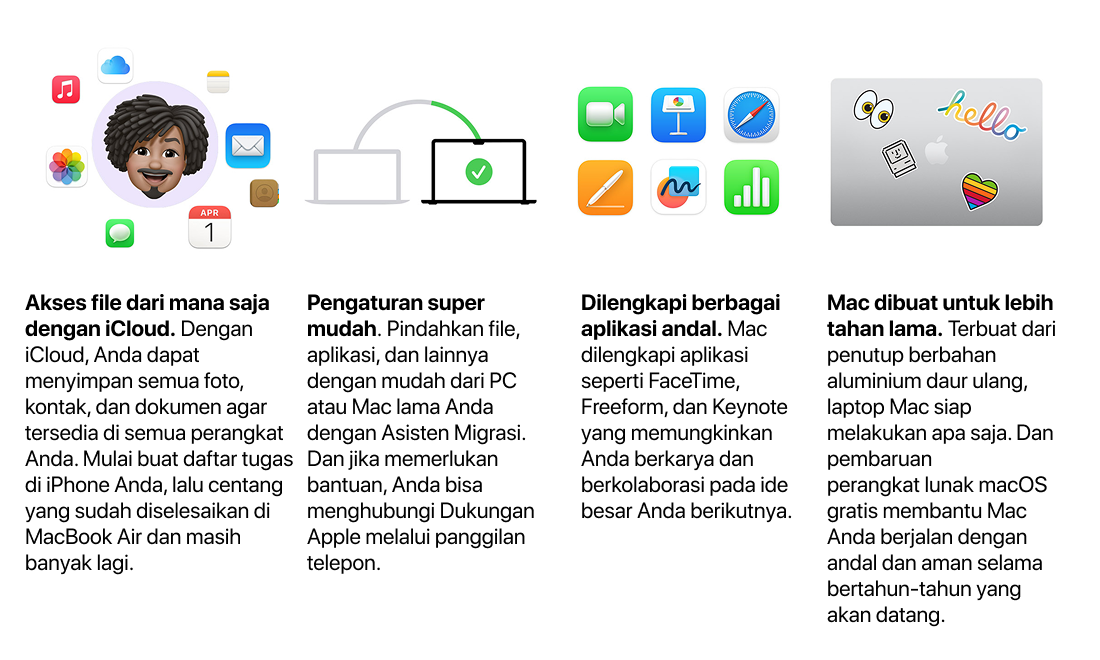 APR
1
hello
Akses file dari mana saja
dengan iCloud. Dengan
iCloud, Anda dapat
menyimpan semua foto,
kontak, dan dokumen agar
tersedia di semua perangkat
Anda. Mulai buat daftar tugas
di iPhone Anda, lalu centang
yang sudah diselesaikan di
MacBook Air dan masih
banyak lagi.
Pengaturan super
mudah. Pindahkan file,
aplikasi, dan lainnya
dengan mudah dari PC
atau Mac lama Anda
dengan Asisten Migrasi.
Dan jika memerlukan
bantuan, Anda bisa
menghubungi Dukungan
Apple melalui panggilan
telepon.
Dilengkapi berbagai
aplikasi andal. Mac
dilengkapi aplikasi
seperti FaceTime,
Freeform, dan Keynote
yang memungkinkan
Anda berkarya dan
berkolaborasi pada ide
besar Anda berikutnya.
Mac dibuat untuk lebih
tahan lama. Terbuat dari
penutup berbahan
aluminium daur ulang,
laptop Mac siap
melakukan apa saja. Dan
pembaruan
perangkat lunak macOS
gratis membantu Mac
Anda berjalan dengan
andal dan aman selama
bertahun-tahun yang
akan datang.